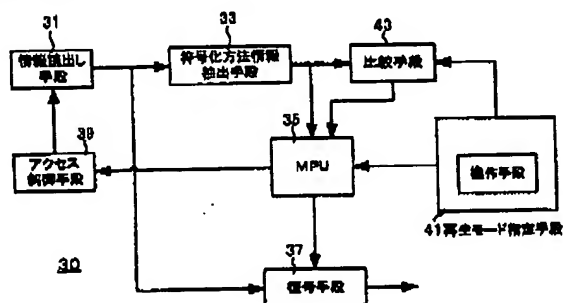 31
情報読出し
手段
33
符号化方法情報
抽出手段
43
比較手段
35
MPU
39
アクセス
制御手段
操作手段
41再生モード指定手段
30
37
復号手段